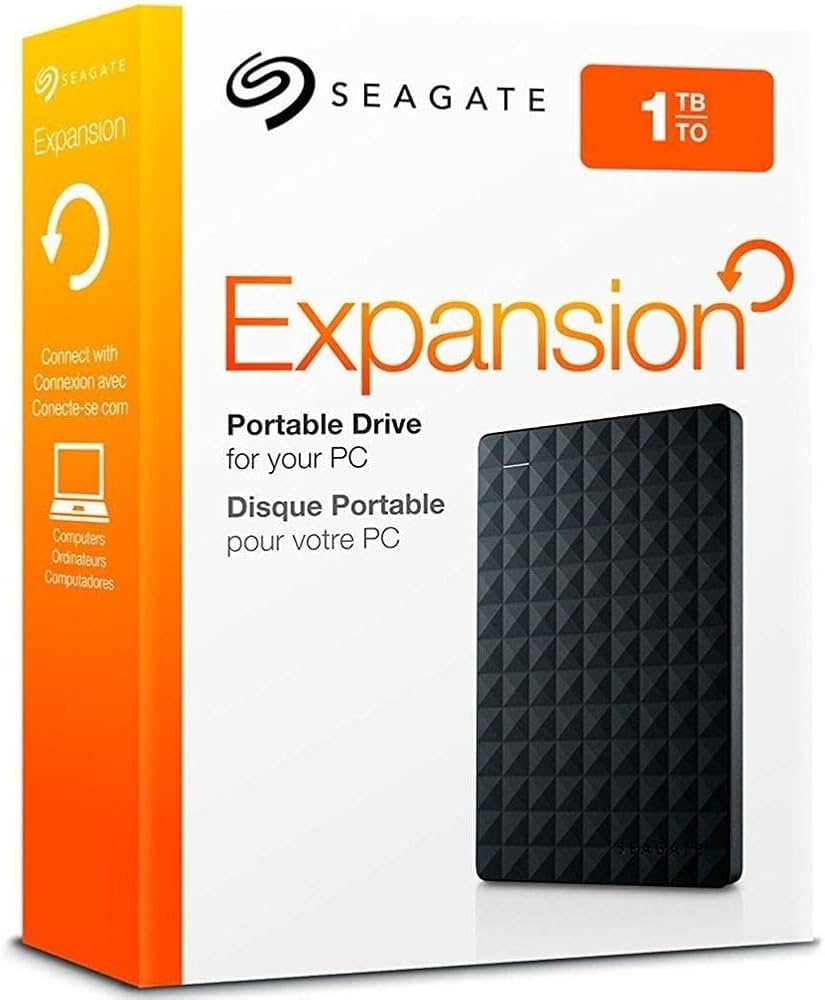 SEAGATE
Expansion
Connect with
Connexion avec
Conecte-se com
Computers
Ordinateurs
Computadores
SEAGATE
1 TB
TO
Expansion
Portable Drive
for your PC
Disque Portable
pour votre PC
SEAGATE